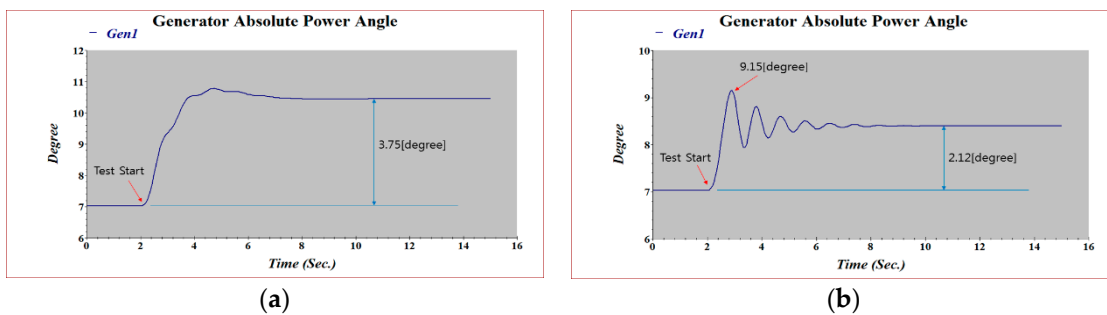 Generator Absolute Power Angle
Gen1
12
11
10
9
8
7
6
Degree
Test Start
3.75[degree]
0 2 4 6 8 10 12 14 16
Time (Sec.)
(a)
Generator Absolute Power Angle
Gen1
10
9
8
7
6
Degree
9.15[degree]
Test Start
2.12[degree]
0 2 4 6 8 10 12 14 16
Time (Sec.)
(b)